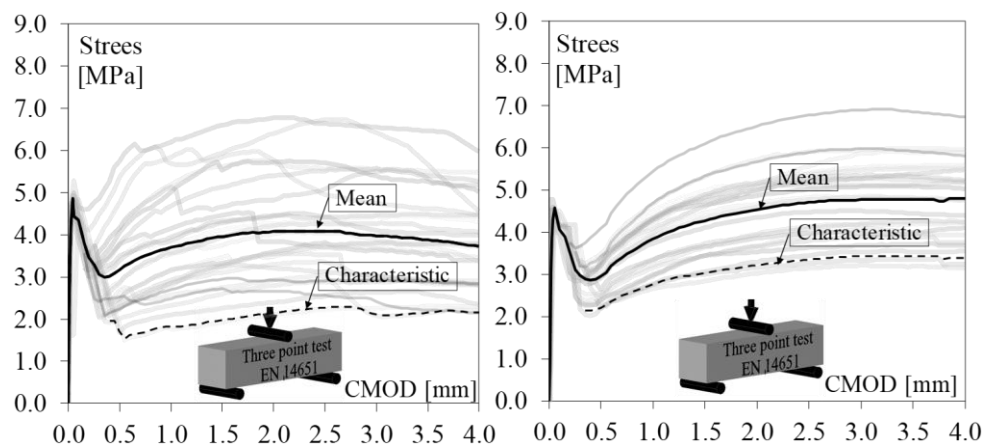 9.0
8.0
7.0
6.0
5.0
4.0
3.0
2.0
1.0
0.0
Strees
[MPa]
Mean
Characteristic
Three point test
EN 14651
CMOD [mm]
0.0 0.5 1.0 1.5 2.0 2.5 3.0 3.5 4.0
9.0
8.0
7.0
6.0
5.0
4.0
3.0
2.0
1.0
0.0
Strees
[MPa]
Mean
Characteristic
Three point test
EN 14651
CMOD [mm]
0.0 0.5 1.0 1.5 2.0 2.5 3.0 3.5 4.0